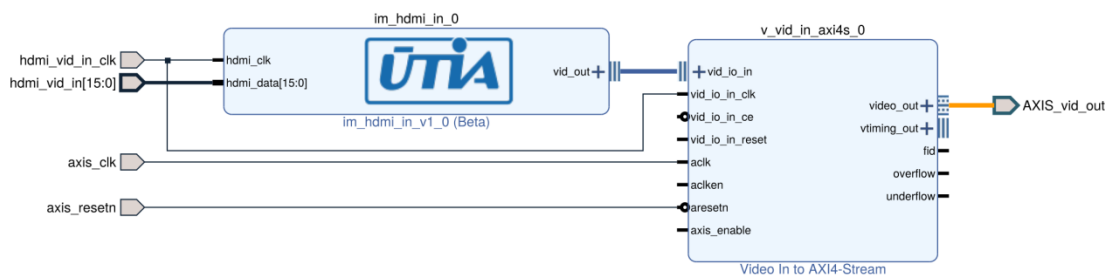 im_hdmi_in_0
hdmi_vid_in_clk
hdmi_vid_in[15:0]
hdmi_clk
hdmi_data[15:0]
ÚTIA
vid_out
im_hdmi_in_v1_0 (Beta)
axis_clk
axis_resetn
v_vid_in_axi4s_0
vid_io_in
vid_io_in_clk
vid_io_in_ce
vid_io_in_reset
aclk
aclken
aresetn
axis_enable
video_out
vtiming_out
fid
overflow
underflow
Video In to AXI4-Stream
AXIS_vid_out